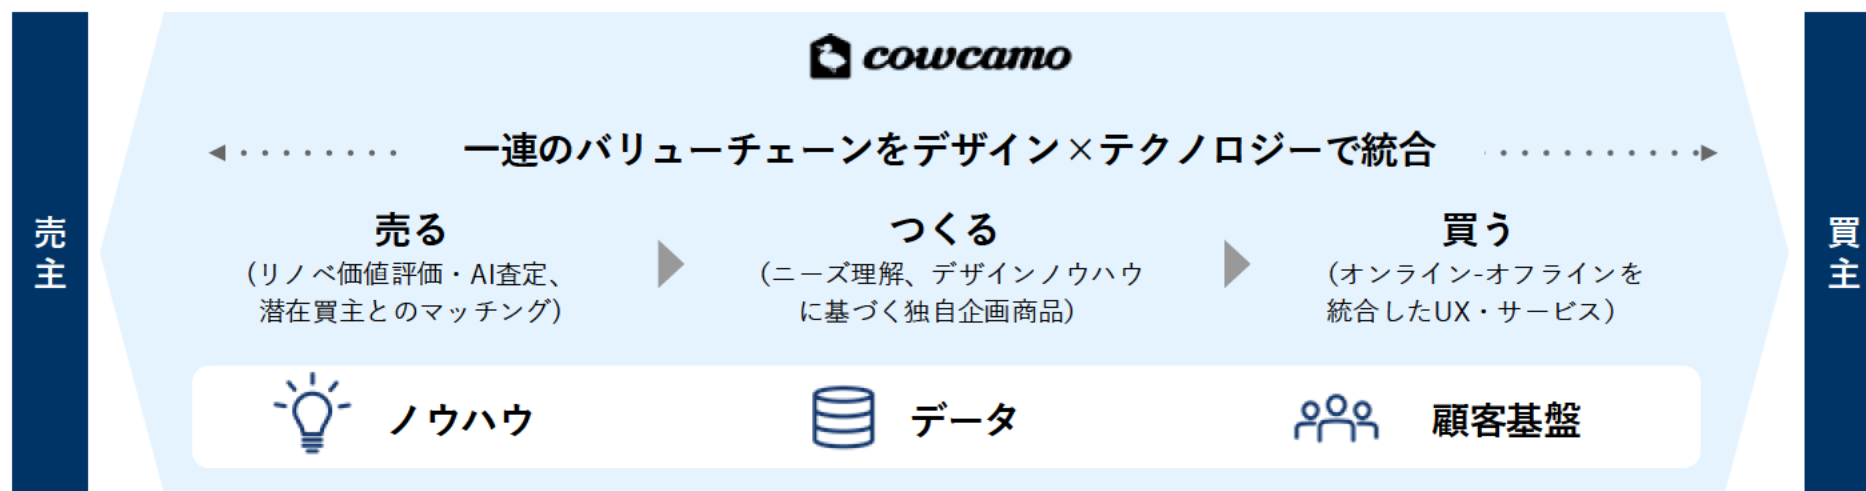 cowcamo
一連のバリューチェーンをデザイン×テクノロジーで統合
売主
売る
（リノベ価値評価・AI査定、
潜在買主とのマッチング）
つくる
（ニーズ理解、デザインノウハウ
に基づく独自企画商品）
買う
（オンライン-オフラインを
統合したUX・サービス）
買主
ノウハウ
データ
顧客基盤